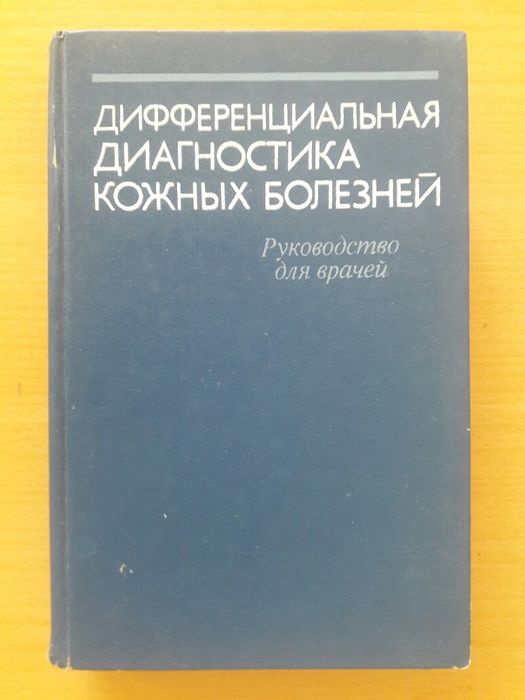 ДИФФЕРЕНЦИАЛЬНАЯ
ДИАГНОСТИКА
КОЖНЫХ БОЛЕЗНЕЙ
Руководство
для врачей